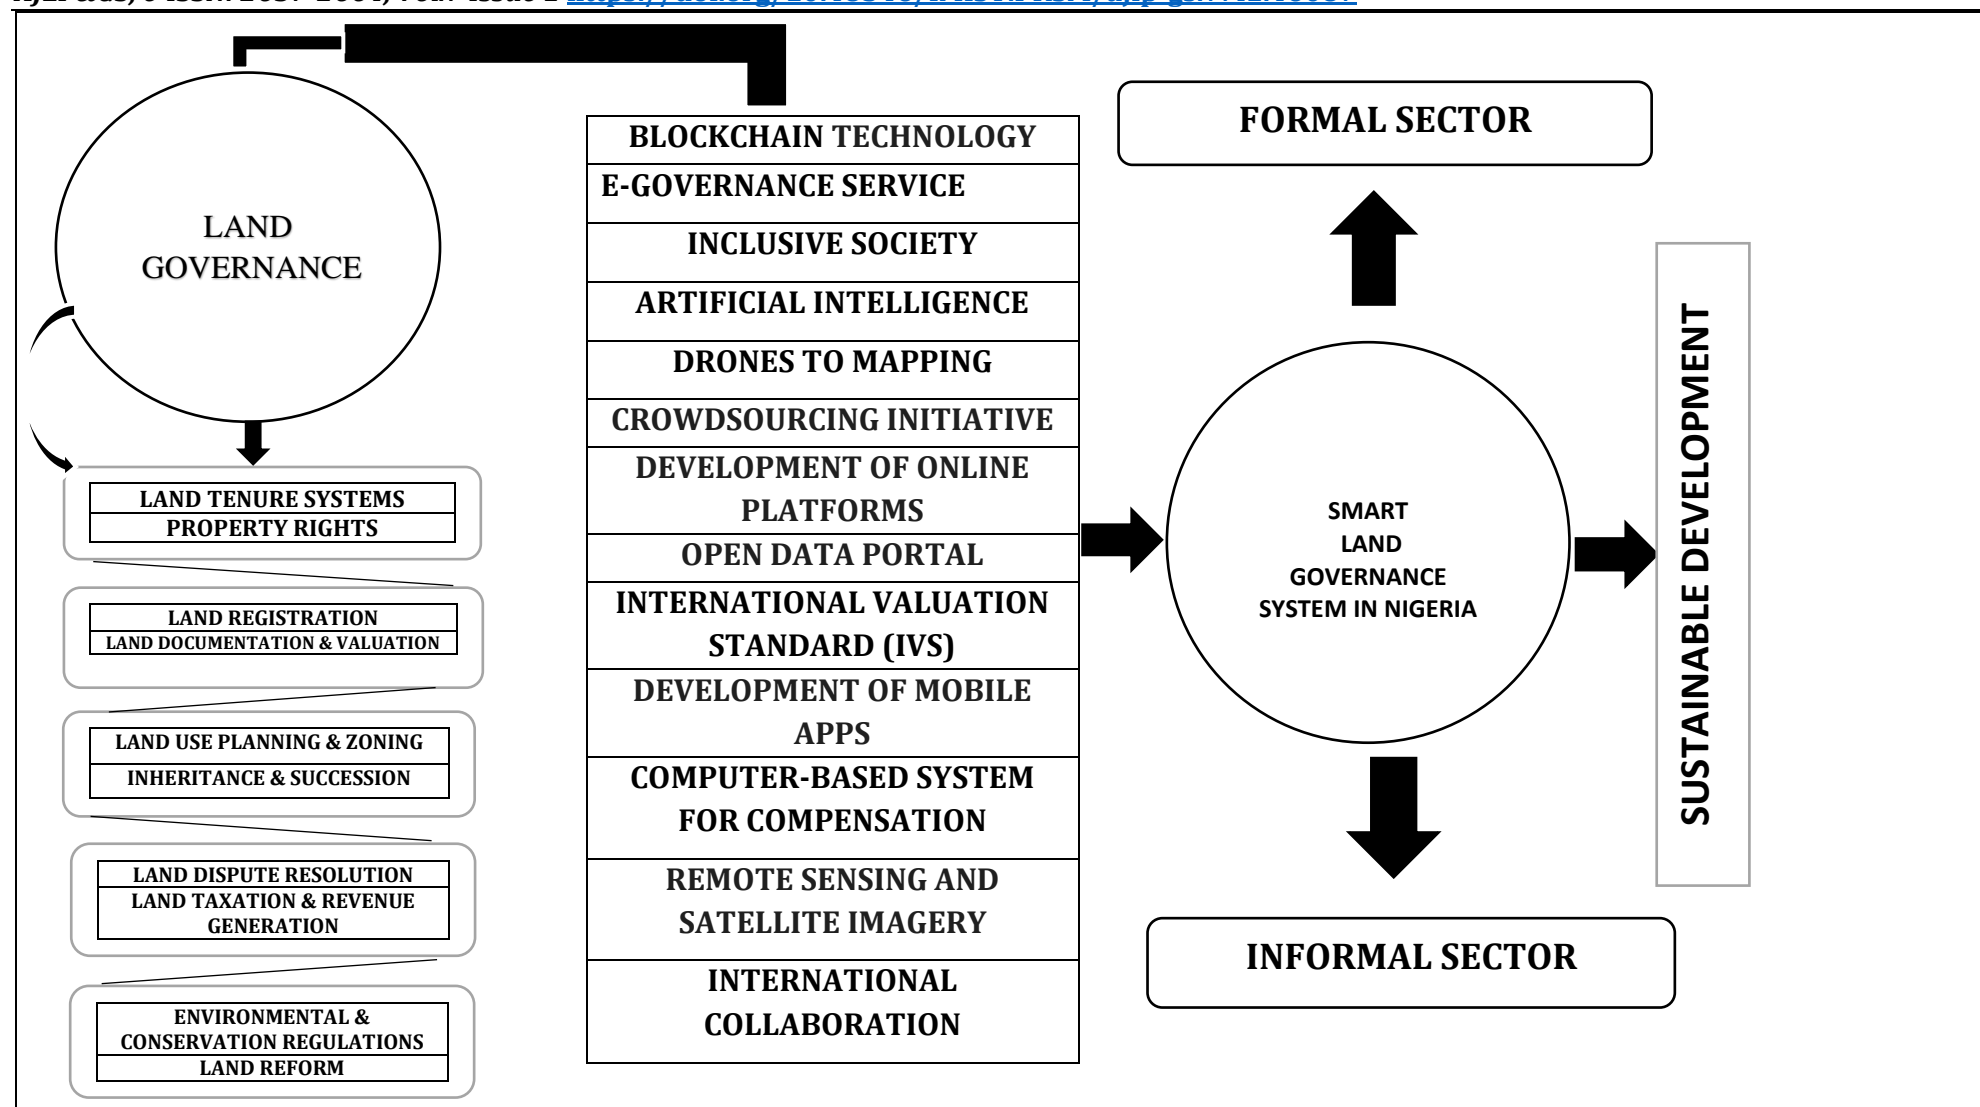 LAND
GOVERNANCE
LAND TENURE SYSTEMS
PROPERTY RIGHTS
LAND REGISTRATION
LAND DOCUMENTATION & VALUATION
LAND USE PLANNING & ZONING
INHERITANCE & SUCCESSION
LAND DISPUTE RESOLUTION
LAND TAXATION & REVENUE
GENERATION
ENVIRONMENTAL &
CONSERVATION REGULATIONS
LAND REFORM
BLOCKCHAIN TECHNOLOGY
E-GOVERNANCE SERVICE
INCLUSIVE SOCIETY
ARTIFICIAL INTELLIGENCE
DRONES TO MAPPING
CROWDSOURCING INITIATIVE
DEVELOPMENT OF ONLINE
PLATFORMS
OPEN DATA PORTAL
INTERNATIONAL VALUATION
STANDARD (IVS)
DEVELOPMENT OF MOBILE
APPS
COMPUTER-BASED SYSTEM
FOR COMPENSATION
REMOTE SENSING AND
SATELLITE IMAGERY
INTERNATIONAL
COLLABORATION
FORMAL SECTOR
SMART
LAND
GOVERNANCE
SYSTEM IN NIGERIA
INFORMAL SECTOR
SUSTAINABLE DEVELOPMENT